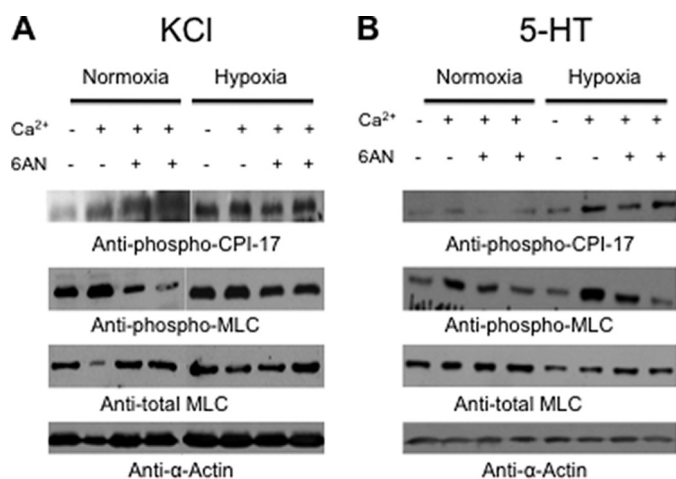 A KCl
Normoxia Hypoxia
Ca²⁺ - + + + - + + +
6AN + + + +
Anti-phospho-CPI-17
Anti-phospho-MLC
Anti-total MLC
Anti-α-Actin
B 5-HT
Normoxia Hypoxia
Ca²⁺ - + + + - + + +
6AN - - + + - - + +
Anti-phospho-CPI-17
Anti-phospho-MLC
Anti-total MLC
Anti-α-Actin